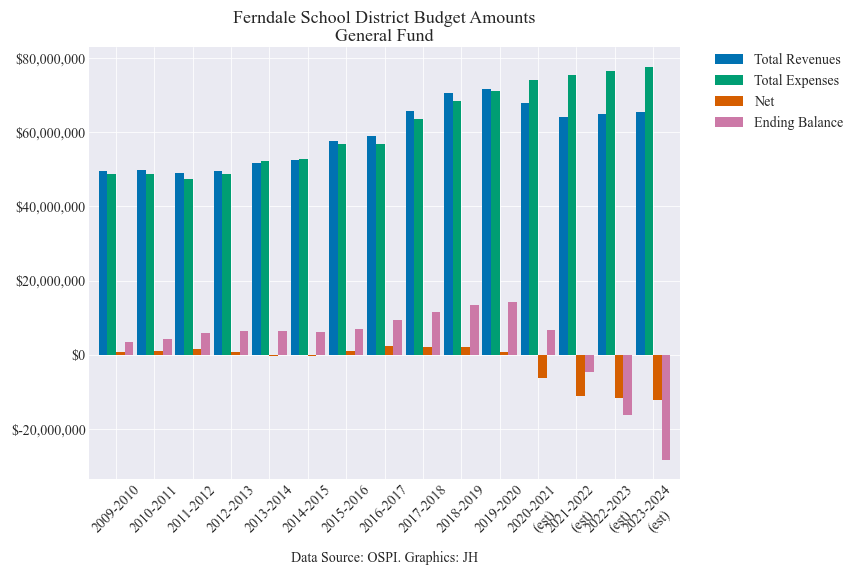 Ferndale School District Budget Amounts
General Fund
$80,000,000
$60,000,000
$40,000,000
$20,000,000
$0
$-20,000,000
Total Revenues
Total Expenses
Net
Ending Balance
2009-2010
2010-2011
2011-2012
2012-2013
2013-2014
2014-2015
2015-2016
2016-2017
2017-2018
2018-2019
2019-2020
2020-2021
(est)
2021-2022
(est)
2022-2023
(est)
2023-2024
(est)
Data Source: OSPI. Graphics: JH